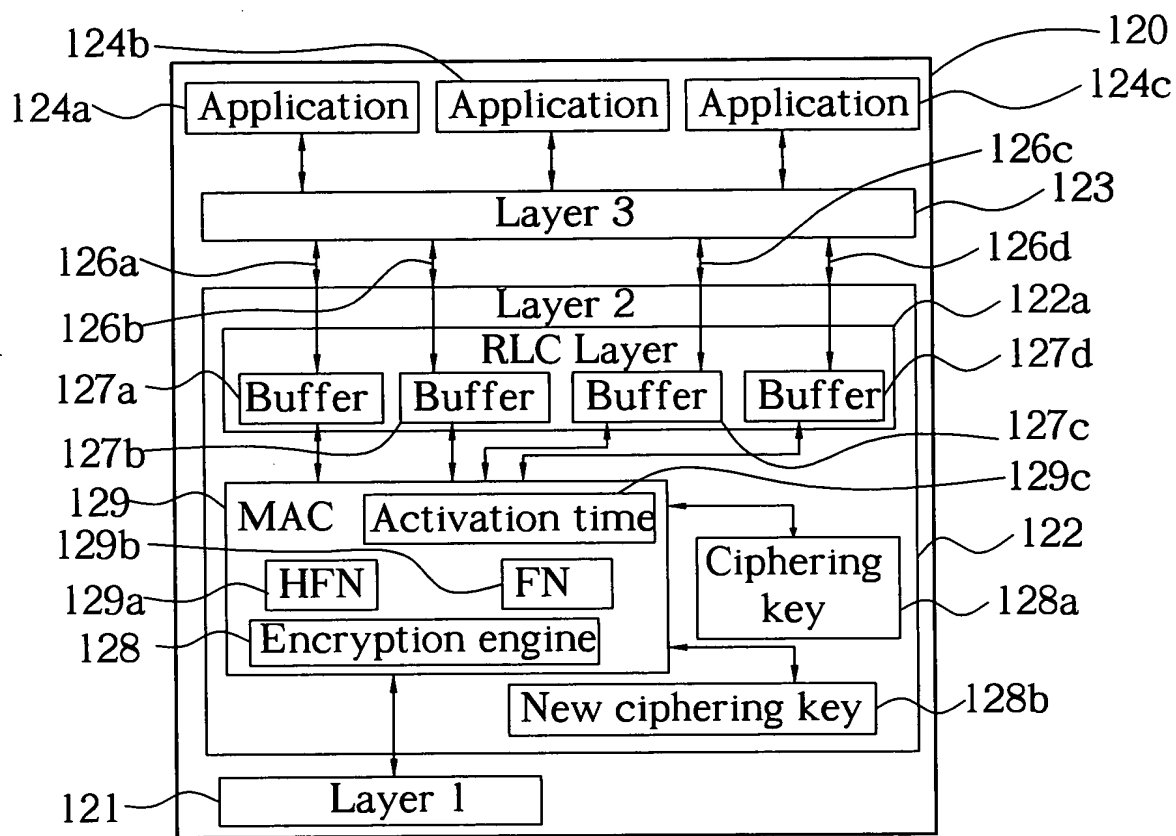 124b
120
124a
Application
Application
Application
124c
126c
Layer 3
123
126a
126d
126b
Layer 2
122a
RLC Layer
127a
Buffer
Buffer
Buffer
Buffer
127d
127b
127c
129
MAC
Activation time
129c
129b
122
HFN
FN
Ciphering
key
129a
128a
128
Encryption engine
New ciphering key
128b
121
Layer 1